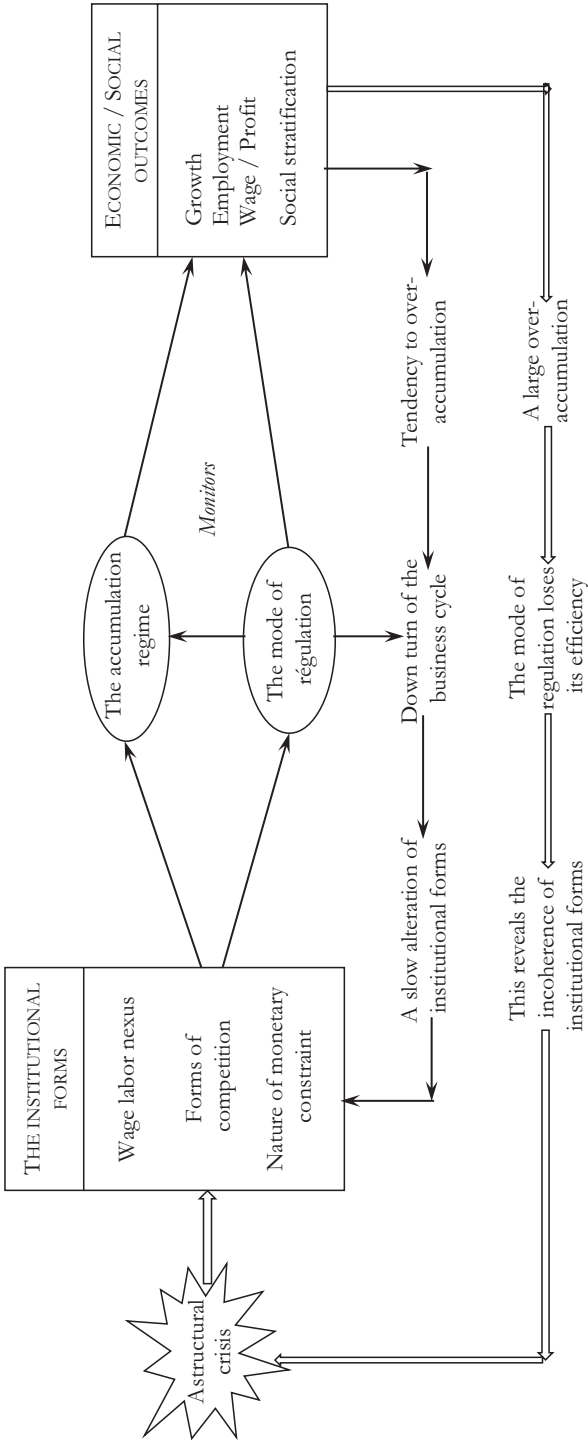 THE INSTITUTIONAL
FORMS
Wage labor nexus
Forms of
competition
Nature of monetary
constraint
Astructural
crisis
The accumulation
regime
Monitors
The mode of
régulation
ECONOMIC / SOCIAL
OUTCOMES
Growth
Employment
Wage / Profit
Social stratification
A slow alteration of
institutional forms
Down turn of the
business cycle
Tendency to over-
accumulation
This reveals the
incoherence of
institutional forms
The mode of
regulation loses
its efficiency
A large over-
accumulation